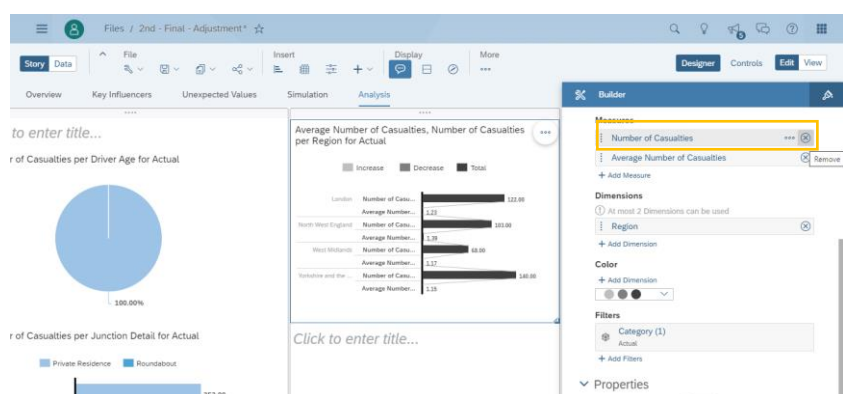 Files / 2nd - Final - Adjustment*
Story Data
File
Insert
Display
More
Designer Controls Edit View
Overview Key Influencers Unexpected Values Simulation Analysis
Builder
to enter title...
r of Casualties per Driver Age for Actual
100.00%
r of Casualties per Junction Detail for Actual
Private Residence Roundabout
Average Number of Casualties, Number of Casualties
per Region for Actual
Increase Decrease Total
London Number of Casu... 122.00
Average Number... 1.23
North West England Number of Casu... 103.00
Average Number... 1.39
West Midlands Number of Casu... 68.00
Average Number... 1.17
Yorkshire and the ... Number of Casu... 140.00
Average Number... 1.15
Click to enter title...
Measures
Number of Casualties
Average Number of Casualties
Remove
+ Add Measure
Dimensions
At most 2 Dimensions can be used
Region
+ Add Dimension
Color
+ Add Dimension
Filters
Category (1)
Actual
+ Add Filters
Properties